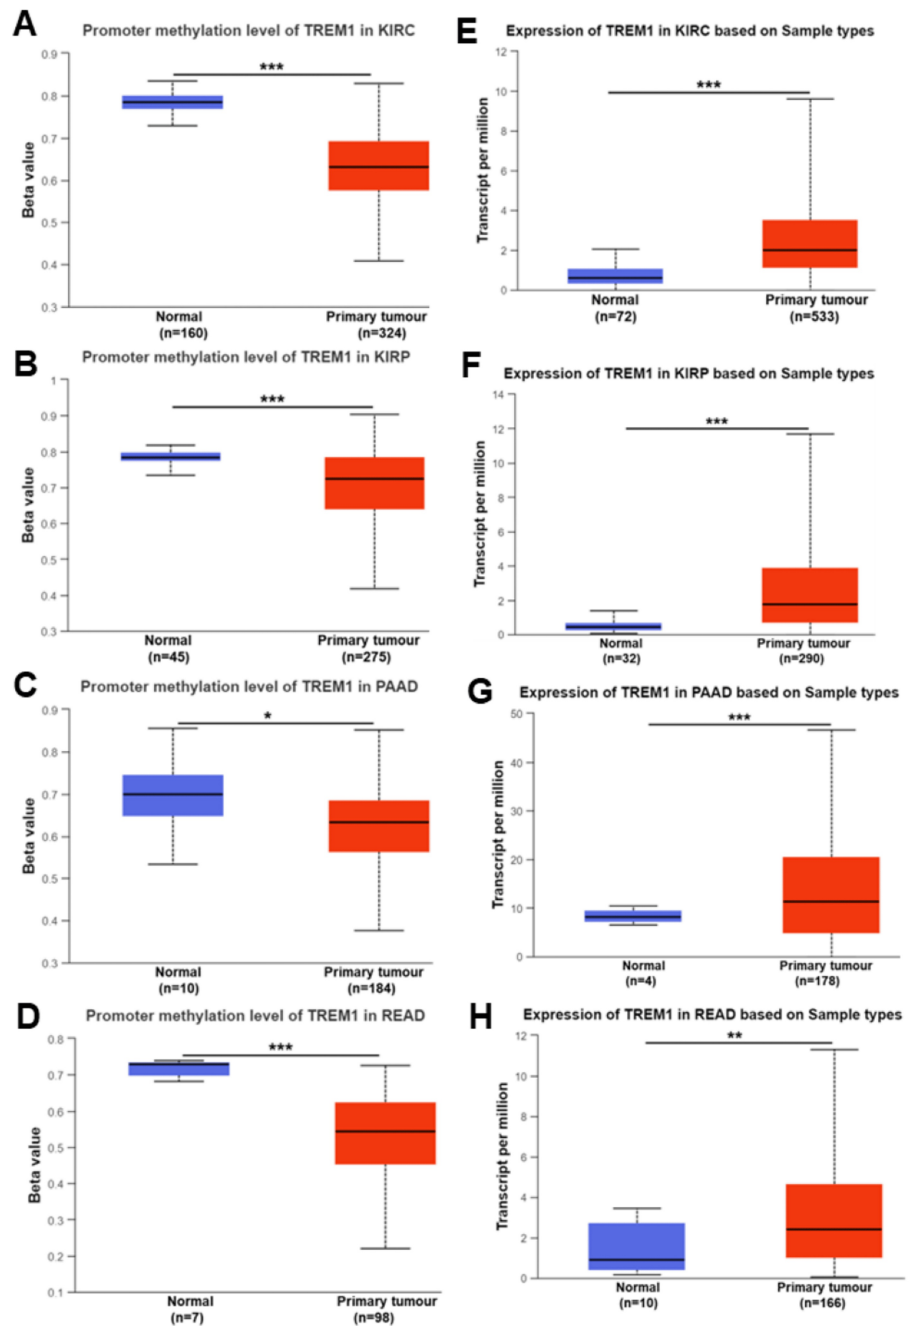 A
Promoter methylation level of TREM1 in KIRC
Beta value
0.9
0.8
0.7
0.6
0.5
0.4
0.3
***
Normal
(n=160)
Primary tumour
(n=324)
E
Expression of TREM1 in KIRC based on Sample types
Transcript per million
12
10
8
6
4
2
0
***
Normal
(n=72)
Primary tumour
(n=533)
B
Promoter methylation level of TREM1 in KIRP
Beta value
1
0.9
0.8
0.7
0.6
0.5
0.4
0.3
***
Normal
(n=45)
Primary tumour
(n=275)
F
Expression of TREM1 in KIRP based on Sample types
Transcript per million
14
12
10
8
6
4
2
0
***
Normal
(n=32)
Primary tumour
(n=290)
C
Promoter methylation level of TREM1 in PAAD
Beta value
0.9
0.8
0.7
0.6
0.5
0.4
0.3
*
Normal
(n=10)
Primary tumour
(n=184)
G
Expression of TREM1 in PAAD based on Sample types
Transcript per million
50
40
30
20
10
0
***
Normal
(n=4)
Primary tumour
(n=178)
D
Promoter methylation level of TREM1 in READ
Beta value
0.8
0.7
0.6
0.5
0.4
0.3
0.2
0.1
***
Normal
(n=7)
Primary tumour
(n=98)
H
Expression of TREM1 in READ based on Sample types
Transcript per million
12
10
8
6
4
2
0
**
Normal
(n=10)
Primary tumour
(n=166)